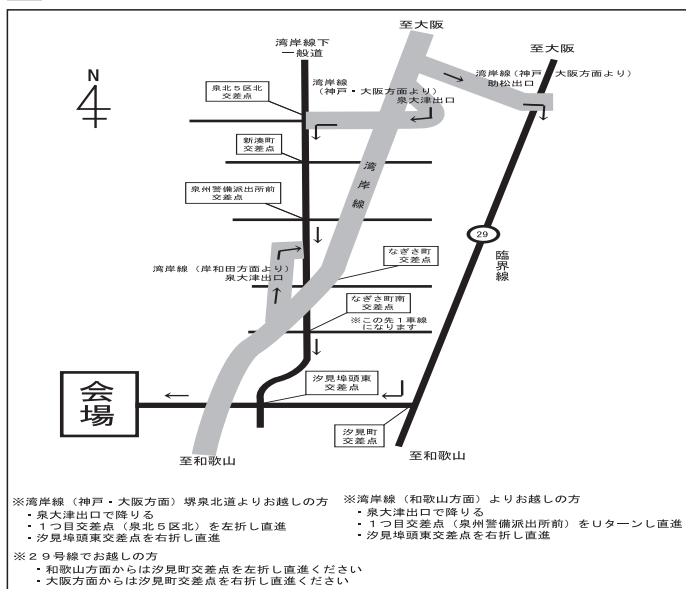 至大阪
湾岸線下
一般道
至大阪
N
湾岸線
(神戸・大阪方面より)
泉大津出口
湾岸線(神戸・大阪方面より)
助松出口
泉北5区北
交差点
新湊町
交差点
湾岸線
泉州警備派出所前
交差点
29
臨界線
なぎさ町
交差点
湾岸線(岸和田方面より)
泉大津出口
なぎさ町南
交差点
※この先1車線
になります
会場
汐見埠頭東
交差点
汐見町
交差点
至和歌山
至和歌山
※湾岸線(神戸・大阪方面)堺泉北道よりお越しの方
・泉大津出口で降りる
・1つ目交差点(泉北5区北)を左折し直進
・汐見埠頭東交差点を右折し直進
※湾岸線(和歌山方面)よりお越しの方
・泉大津出口で降りる
・1つ目交差点(泉州警備派出所前)をUターンし直進
・汐見埠頭東交差点を右折し直進
※29号線でお越しの方
・和歌山方面からは汐見町交差点を左折し直進ください
・大阪方面からは汐見町交差点を右折し直進ください